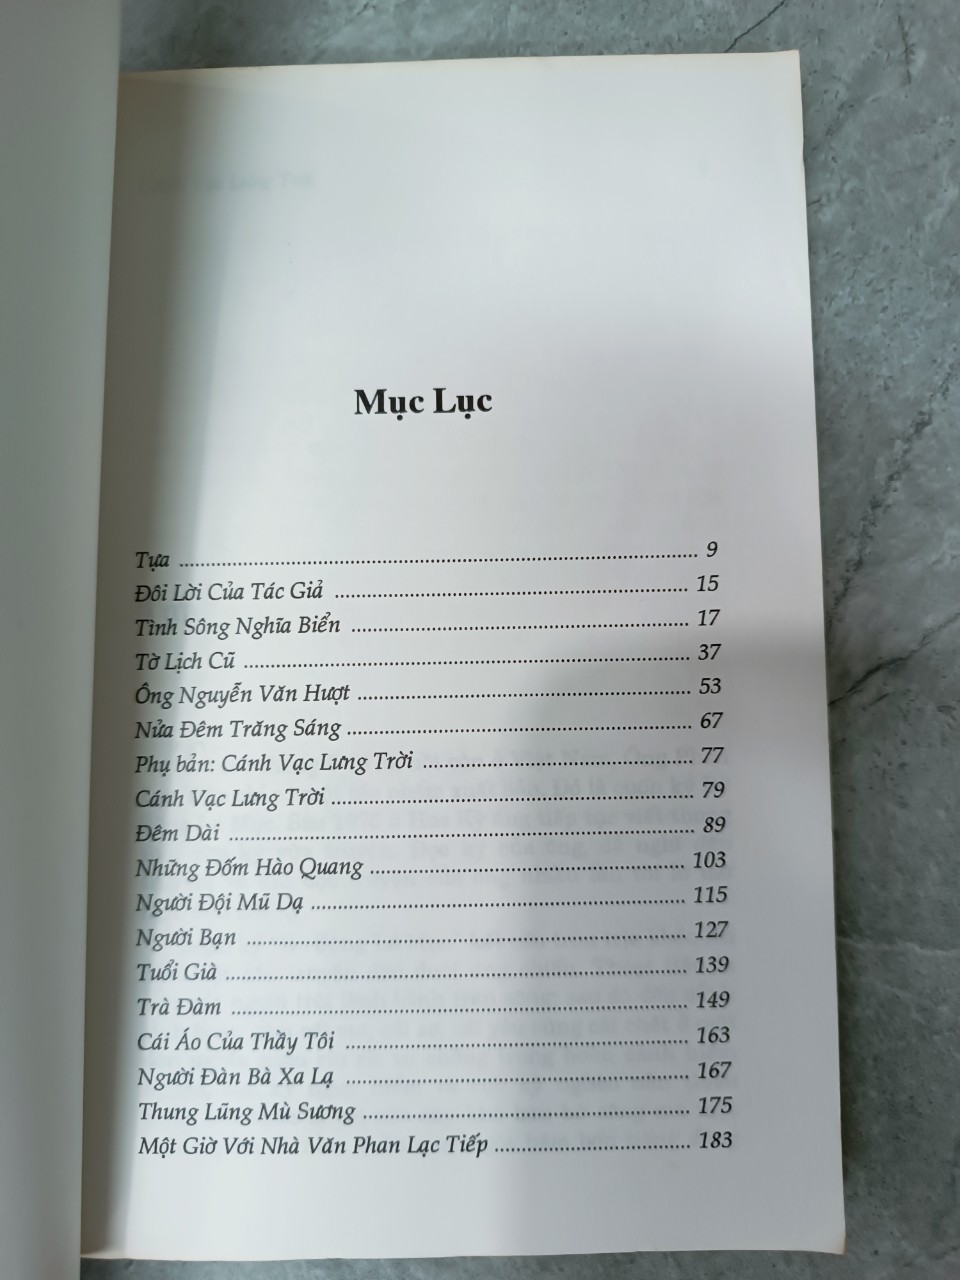 Mục Lục
Tựa ........ 9
Đôi Lời Của Tác Giả ........ 15
Tình Sông Nghĩa Biển ........ 17
Tờ Lịch Cũ ........ 37
Ông Nguyễn Văn Hượt ........ 53
Nửa Đêm Trăng Sáng ........ 67
Phụ bản: Cánh Vạc Lưng Trời ........ 77
Cánh Vạc Lưng Trời ........ 79
Đêm Dài ........ 89
Những Đốm Hào Quang ........ 103
Người Đội Mũ Dạ ........ 115
Người Bạn ........ 127
Tuổi Già ........ 139
Trà Đàm ........ 149
Cái Áo Của Thầy Tôi ........ 163
Người Đàn Bà Xa Lạ ........ 167
Thung Lũng Mù Sương ........ 175
Một Giờ Với Nhà Văn Phan Lạc Tiếp ........ 183